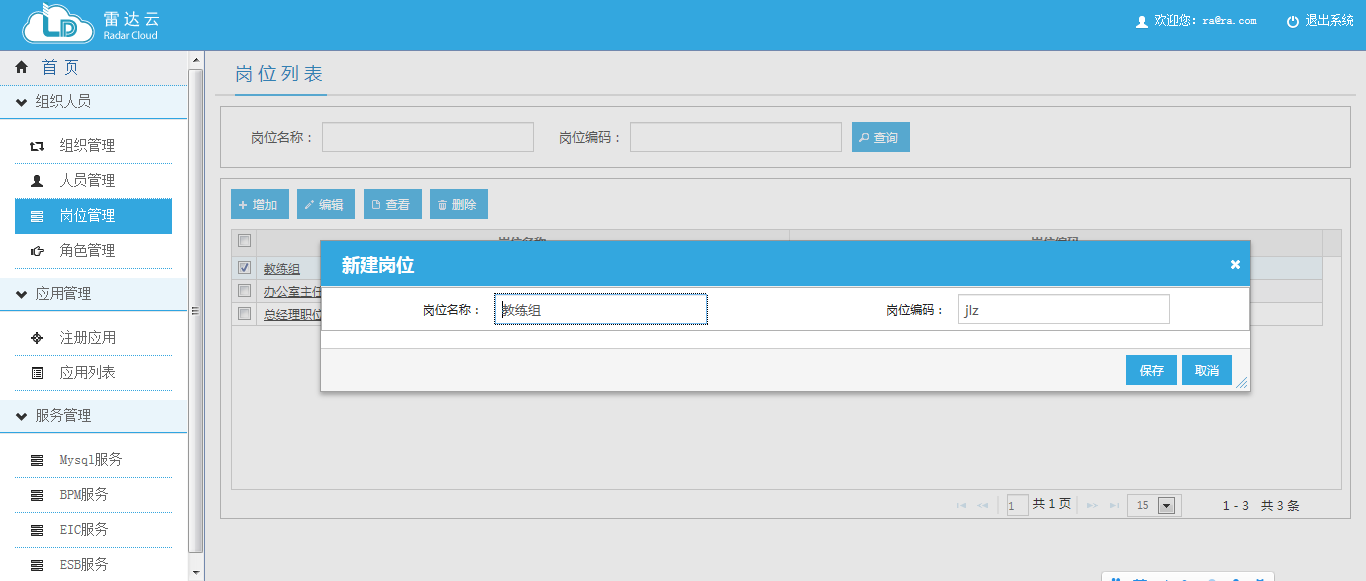 雷达云
Radar Cloud
欢迎您: ra@ra.com 退出系统
首页
组织人员
组织管理
人员管理
岗位管理
角色管理
应用管理
注册应用
应用列表
服务管理
Mysql服务
BPM服务
EIC服务
ESB服务
岗位列表
岗位名称： 岗位编码： 查询
增加 编辑 查看 删除
岗位名称 岗位编码
教练组
办公室主任
总经理职位
新建岗位
岗位名称： 教练组 岗位编码： jlz
保存 取消
1 共 1 页 15 1 - 3 共 3 条